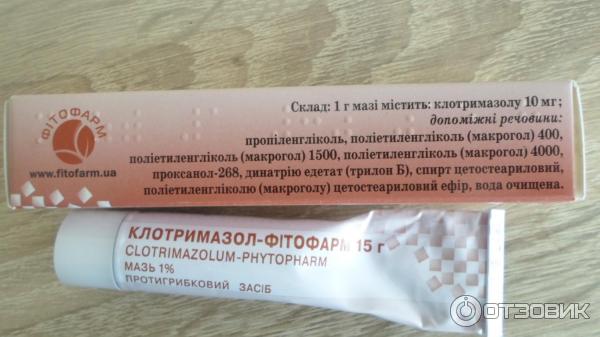 ФІТОФАРМ
www.fitofarm.ua
Склад: 1 г мазі містить: клотримазолу 10 мг;
допоміжні речовини:
пропіленгліколь, поліетиленгліколь (макрогол) 400,
поліетиленгліколь (макрогол) 1500, поліетиленгліколь (макрогол) 4000,
проксанол-268, динатрію едетат (трилон Б), спирт цетостеариловий,
поліетиленгліколю (макроголу) цетостеариловий ефір, вода очищена.
КЛОТРИМАЗОЛ-ФІТОФАРМ 15 г
CLOTRIMAZOLUM-PHYTOPHARM
МАЗЬ 1%
ПРОТИГРИБКОВИЙ ЗАСІБ
ОТЗОВИК